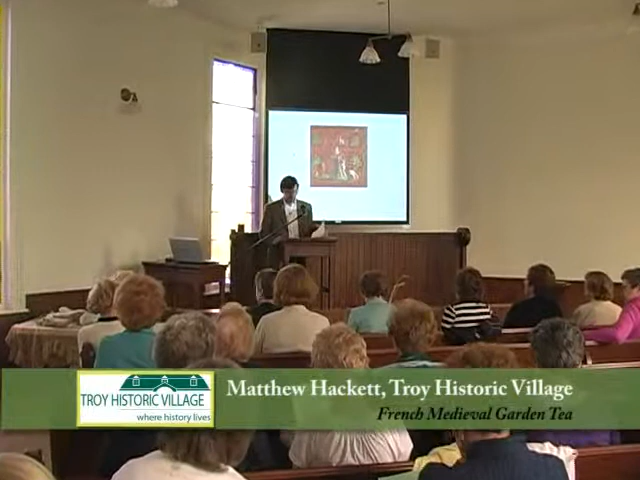 TROY HISTORIC VILLAGE
where history lives
Matthew Hackett, Troy Historic Village
French Medieval Garden Tea